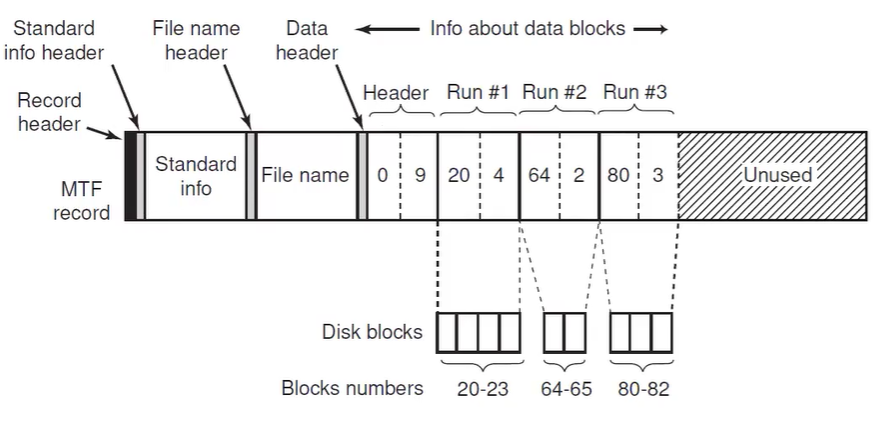 Standard
info header
File name
header
Data
header
Info about data blocks
Record
header
Header
Run #1
Run #2
Run #3
MTF
record
Standard
info
File name
0
9
20
4
64
2
80
3
Unused
Disk blocks
Blocks numbers
20-23
64-65
80-82